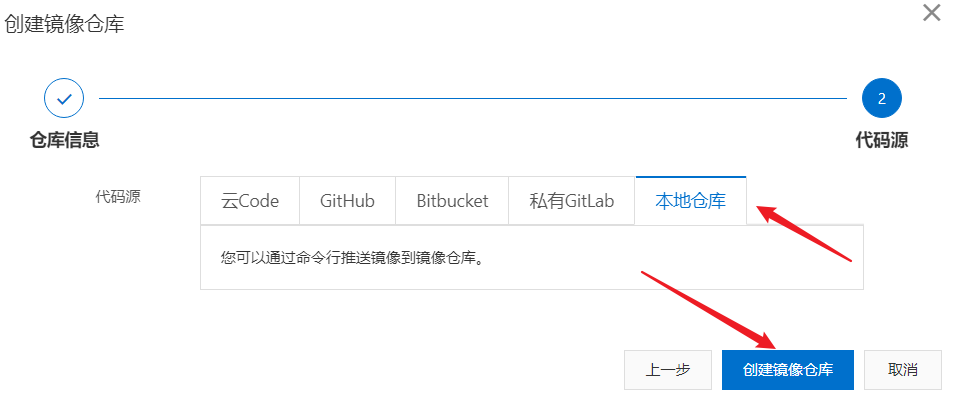 创建镜像仓库
2
仓库信息
代码源
代码源
云Code
GitHub
Bitbucket
私有GitLab
本地仓库
您可以通过命令行推送镜像到镜像仓库。
上一步
创建镜像仓库
取消